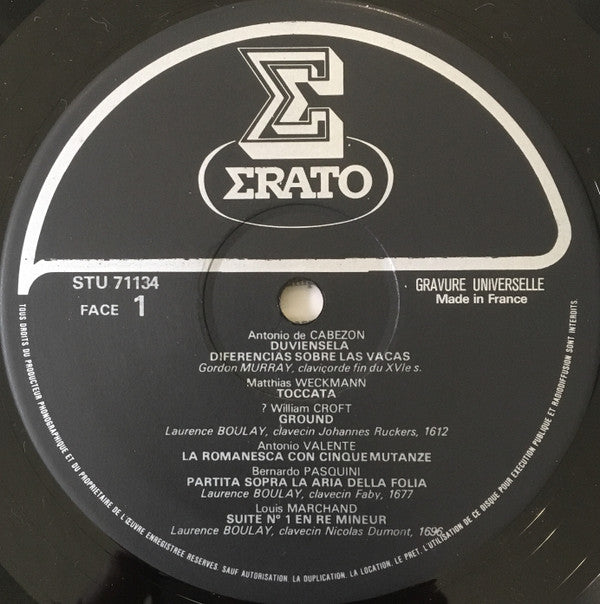 Σ
ΣRATO
STU 71134
FACE 1
GRAVURE UNIVERSELLE
Made in France
Antonio de CABEZON
DUVIENSELA
DIFERENCIAS SOBRE LAS VACAS
Gordon MURRAY, claviçorde fin du XVIe s.
Matthias WECKMANN
TOCCATA
? William CROFT
GROUND
Laurence BOULAY, clavecin Johannes Ruckers, 1612
Antonio VALENTE
LA ROMANESCA CON CINQUEMUTANZE
Bernardo PASQUINI
PARTITA SOPRA LA ARIA DELLA FOLIA
Laurence BOULAY, clavecin Faby, 1677
Louis MARCHAND
SUITE N° 1 EN RE MINEUR
Laurence BOULAY, clavecin Nicolas Dumont, 1696
TOUS DROITS DU PRODUCTEUR PHONOGRAPHIQUE ET DU PROPRIETAIRE DE L'ŒUVRE ENREGISTREE RESERVES. SAUF AUTORISATION, LA DUPLICATION, LA LOCATION, LE PRET, L'UTILISATION DE CE DISQUE POUR EXECUTION PUBLIQUE ET RADIODIFFUSION SONT INTERDITS.